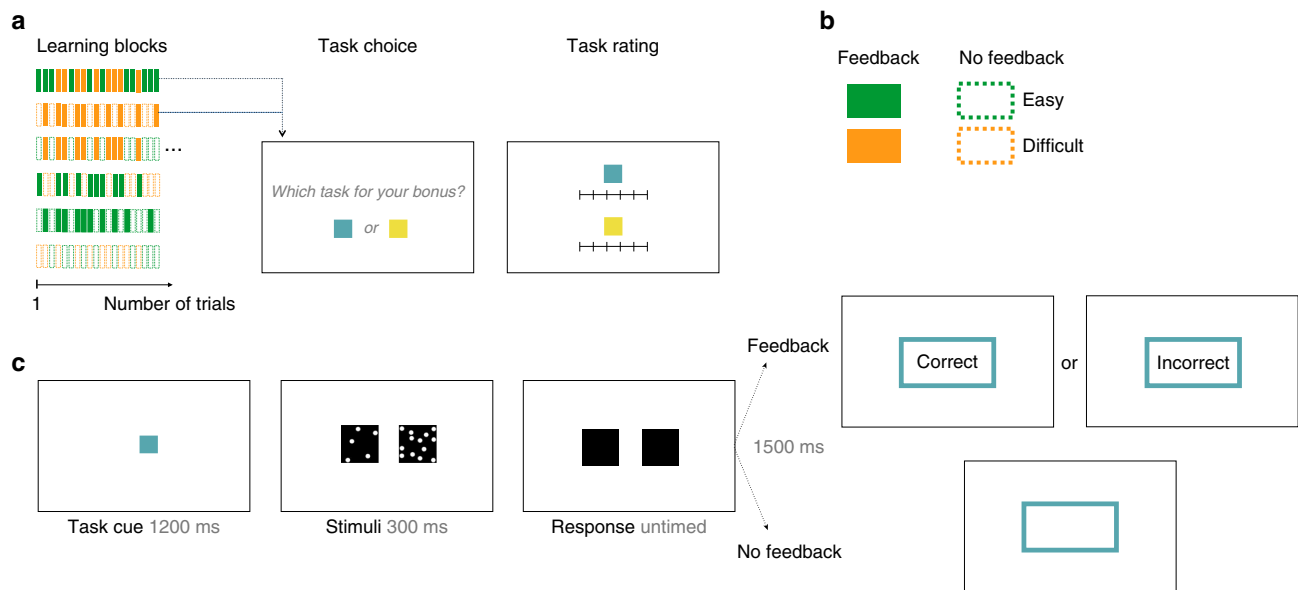 a
Learning blocks
Task choice
Task rating
...
Which task for your bonus?
or
1
Number of trials
b
Feedback
No feedback
Easy
Difficult
c
Task cue 1200 ms
Stimuli 300 ms
Response untimed
Feedback
1500 ms
No feedback
Correct
or
Incorrect